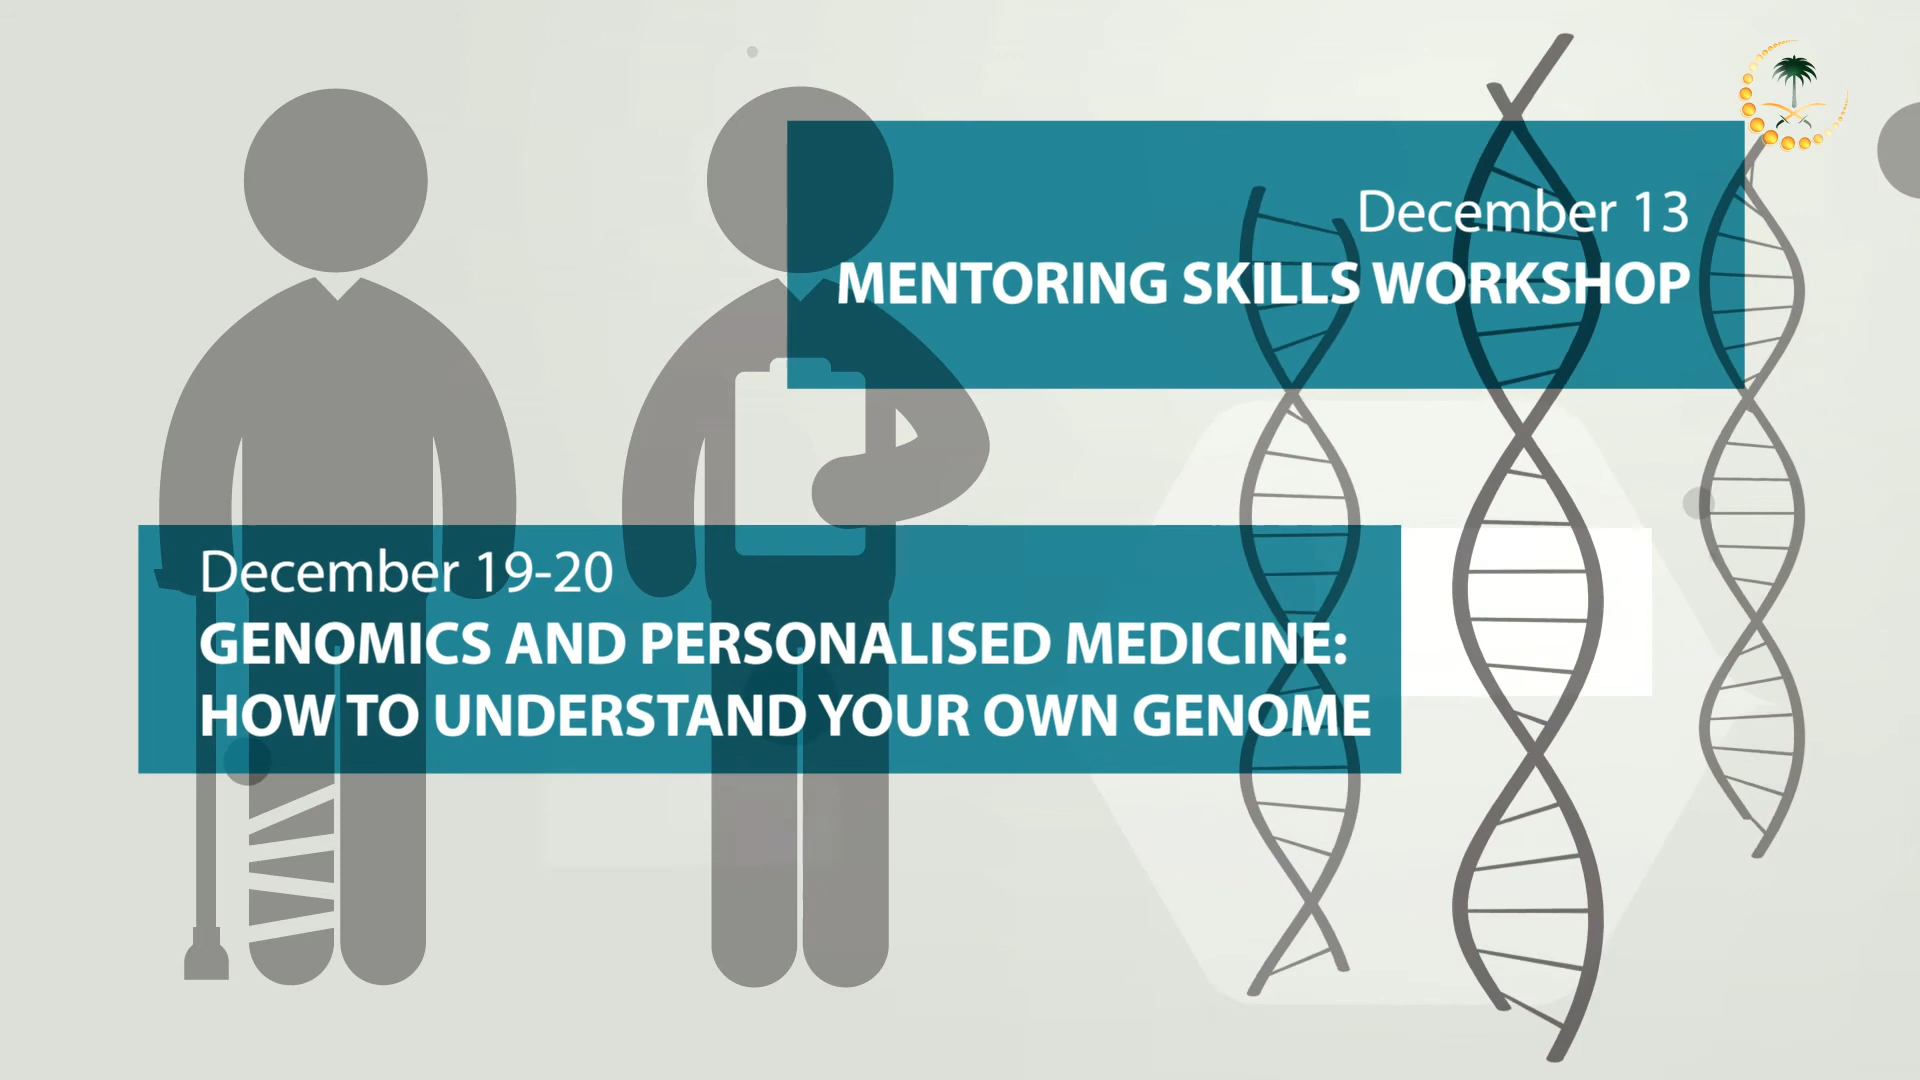 December 13
MENTORING SKILLS WORKSHOP
December 19-20
GENOMICS AND PERSONALISED MEDICINE:
HOW TO UNDERSTAND YOUR OWN GENOME